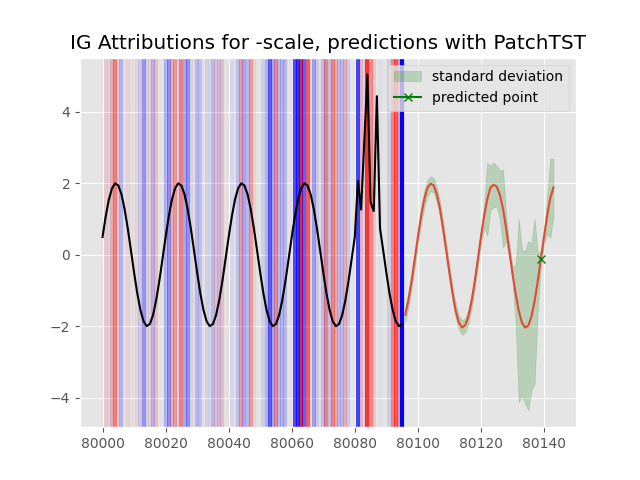 IG Attributions for -scale, predictions with PatchTST
standard deviation
predicted point
4
2
0
−2
−4
80000 80020 80040 80060 80080 80100 80120 80140